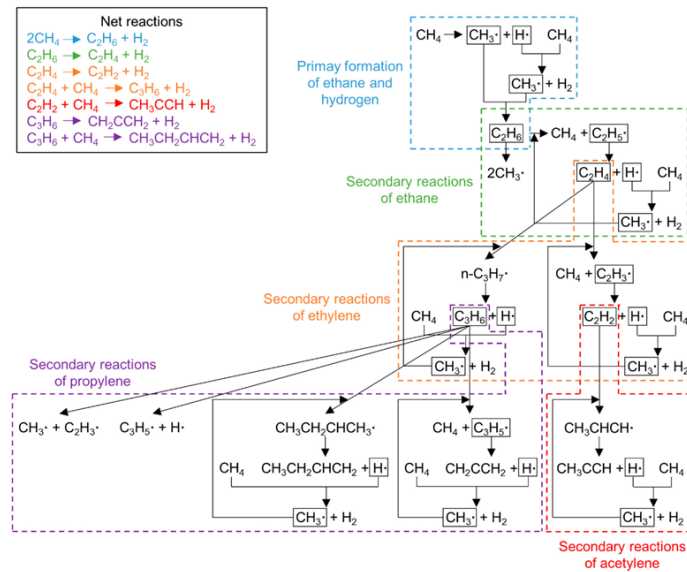 Net reactions
2CH₄ → C₂H₆ + H₂
C₂H₆ → C₂H₄ + H₂
C₂H₄ → C₂H₂ + H₂
C₂H₄ + CH₄ → C₃H₆ + H₂
C₂H₂ + CH₄ → CH₃CCH + H₂
C₃H₆ → CH₂CCH₂ + H₂
C₃H₆ + CH₄ → CH₃CH₂CHCH₂ + H₂
Primay formation
of ethane and
hydrogen
CH₄ → CH₃· + H· CH₄
CH₃· + H₂
C₂H₆ → CH₄ + C₂H₅·
2CH₃·
Secondary reactions
of ethane
C₂H₄ + H· CH₄
CH₃· + H₂
Secondary reactions
of ethylene
n-C₃H₇·
CH₄ + C₂H₃·
CH₄ C₃H₆ + H·
C₂H₂ + H· CH₄
CH₃· + H₂
CH₃· + H₂
Secondary reactions
of propylene
CH₃· + C₂H₃·
C₃H₅· + H·
CH₃CH₂CHCH₃·
CH₄ + C₃H₅·
CH₃CHCH·
CH₄ CH₃CH₂CHCH₂ + H·
CH₄ CH₂CCH₂ + H·
CH₃CCH + H· CH₄
CH₃· + H₂
CH₃· + H₂
CH₃· + H₂
Secondary reactions
of acetylene